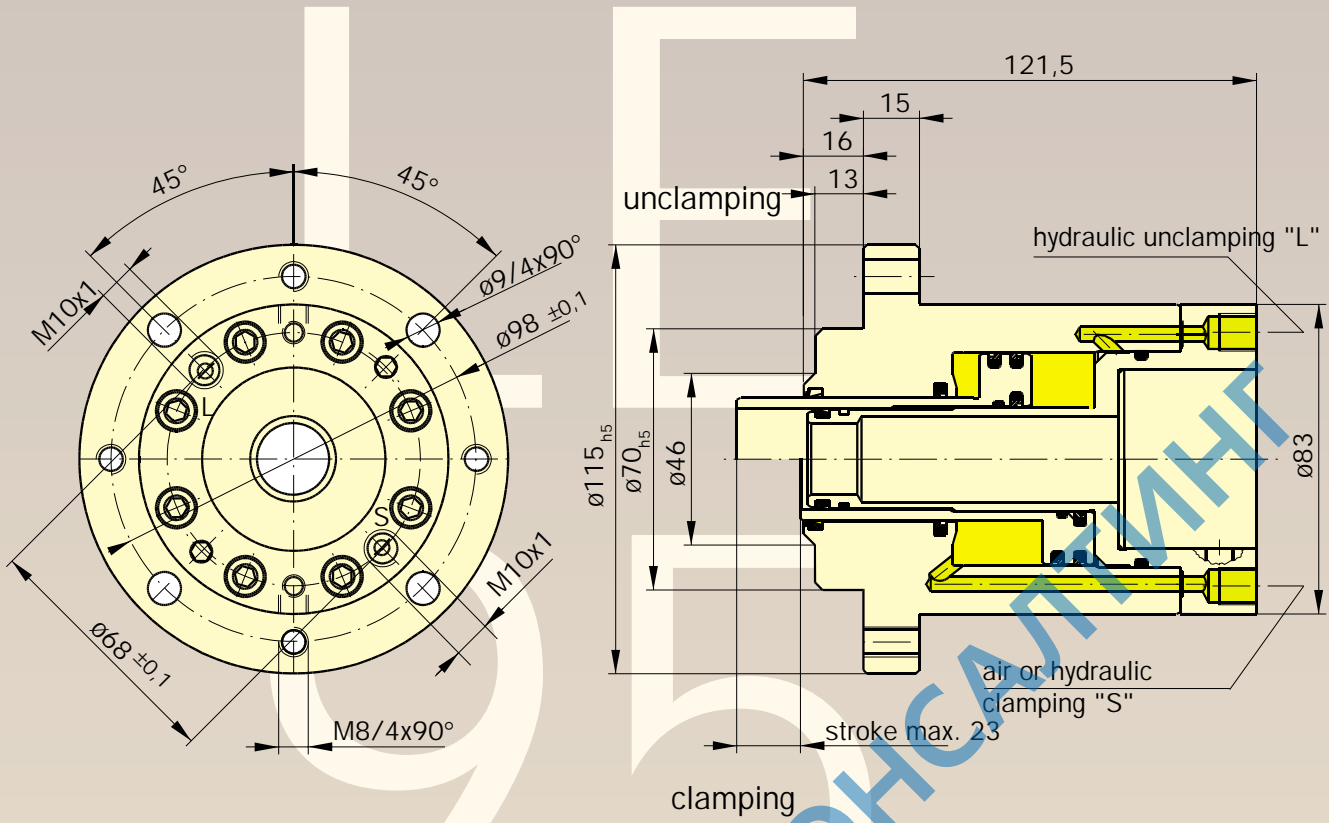 121,5
15
16
13
unclamping
hydraulic unclamping "L"
45°
45°
M10x1
ø9/4x90°
ø98 ±0,1
L
S
ø115h5
ø70h5
ø46
ø83
M10x1
ø68 ±0,1
M8/4x90°
air or hydraulic
clamping "S"
stroke max. 23
clamping
95